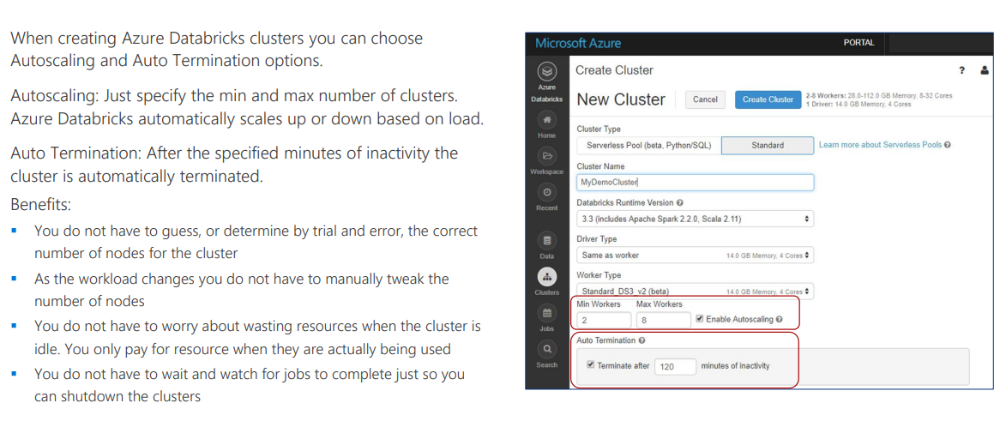 When creating Azure Databricks clusters you can choose
Autoscaling and Auto Termination options.
Autoscaling: Just specify the min and max number of clusters.
Azure Databricks automatically scales up or down based on load.
Auto Termination: After the specified minutes of inactivity the
cluster is automatically terminated.
Benefits:
You do not have to guess, or determine by trial and error, the correct
number of nodes for the cluster
As the workload changes you do not have to manually tweak the
number of nodes
You do not have to worry about wasting resources when the cluster is
idle. You only pay for resource when they are actually being used
You do not have to wait and watch for jobs to complete just so you
can shutdown the clusters
Microsoft Azure
PORTAL
Azure
Databricks
Home
Workspace
Recent
Data
Clusters
Jobs
Search
Create Cluster
?
New Cluster
Cancel
Create Cluster
2-8 Workers: 28.0-112.0 GB Memory, 8-32 Cores
1 Driver: 14.0 GB Memory, 4 Cores
Cluster Type
Serverless Pool (beta, Python/SQL)
Standard
Learn more about Serverless Pools ?
Cluster Name
MyDemoCluster
Databricks Runtime Version ?
3.3 (includes Apache Spark 2.2.0, Scala 2.11)
Driver Type
Same as worker 14.0 GB Memory, 4 Cores
Worker Type
Standard_DS3_v2 (beta) 14.0 GB Memory, 4 Cores
Min Workers Max Workers
2 8 Enable Autoscaling ?
Auto Termination ?
Terminate after 120 minutes of inactivity